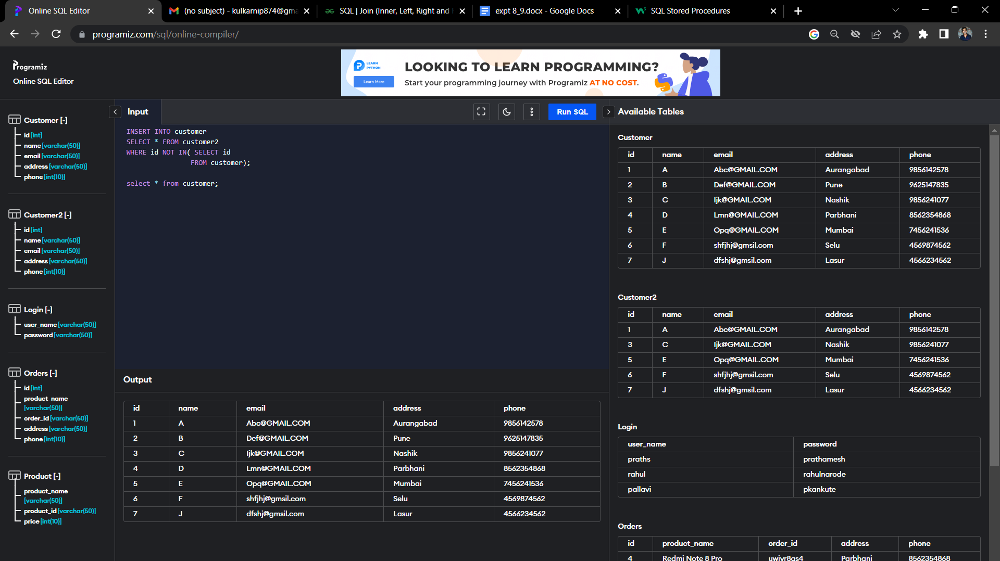 Online SQL Editor
(no subject) - kulkarnip874@gma
SQL | Join (Inner, Left, Right and F
expt 8_9.docx - Google Docs
SQL Stored Procedures
programiz.com/sql/online-compiler/
Programiz
Online SQL Editor
LEARN
PYTHON
Learn More
LOOKING TO LEARN PROGRAMMING?
Start your programming journey with Programiz AT NO COST.
Customer [-]
id [int]
name [varchar(50)]
email [varchar(50)]
address [varchar(50)]
phone [int(10)]
Customer2 [-]
id [int]
name [varchar(50)]
email [varchar(50)]
address [varchar(50)]
phone [int(10)]
Login [-]
user_name [varchar(50)]
password [varchar(50)]
Orders [-]
id [int]
product_name
[varchar(50)]
order_id [varchar(50)]
address [varchar(50)]
phone [int(10)]
Product [-]
product_name
[varchar(50)]
product_id [varchar(50)]
price [int(10)]
Input
Run SQL
INSERT INTO customer
SELECT * FROM customer2
WHERE id NOT IN( SELECT id
FROM customer);
select * from customer;
Output
id name email address phone
1 A Abc@GMAIL.COM Aurangabad 9856142578
2 B Def@GMAIL.COM Pune 9625147835
3 C Ijk@GMAIL.COM Nashik 9856241077
4 D Lmn@GMAIL.COM Parbhani 8562354868
5 E Opq@GMAIL.COM Mumbai 7456241536
6 F shfjhj@gmsil.com Selu 4569874562
7 J dfshj@gmsil.com Lasur 4566234562
Available Tables
Customer
id name email address phone
1 A Abc@GMAIL.COM Aurangabad 9856142578
2 B Def@GMAIL.COM Pune 9625147835
3 C Ijk@GMAIL.COM Nashik 9856241077
4 D Lmn@GMAIL.COM Parbhani 8562354868
5 E Opq@GMAIL.COM Mumbai 7456241536
6 F shfjhj@gmsil.com Selu 4569874562
7 J dfshj@gmsil.com Lasur 4566234562
Customer2
id name email address phone
1 A Abc@GMAIL.COM Aurangabad 9856142578
3 C Ijk@GMAIL.COM Nashik 9856241077
5 E Opq@GMAIL.COM Mumbai 7456241536
6 F shfjhj@gmsil.com Selu 4569874562
7 J dfshj@gmsil.com Lasur 4566234562
Login
user_name password
praths prathamesh
rahul rahulnarode
pallavi pkankute
Orders
id product_name order_id address phone
4 Redmi Note 8 Pro uwiyr8as4 Parbhani 8562354868